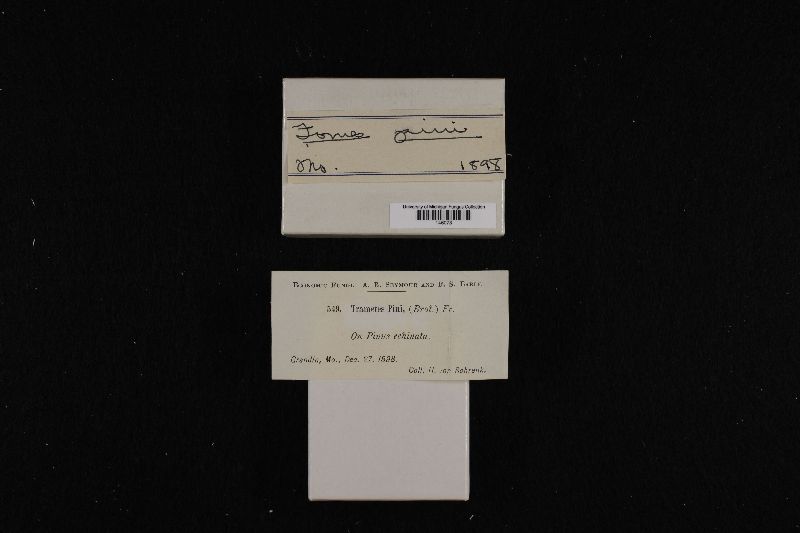 Fomes pini
Mo. 1898
University of Michigan Fungus Collection
Economic Fungi. A. B. Seymour and F. S. Earle.
549. Trametes Pini, (Brot.) Fr.
On Pinus echinata.
Grandin, Mo., Dec. 27, 1898.
Coll. H. von Schrenk.